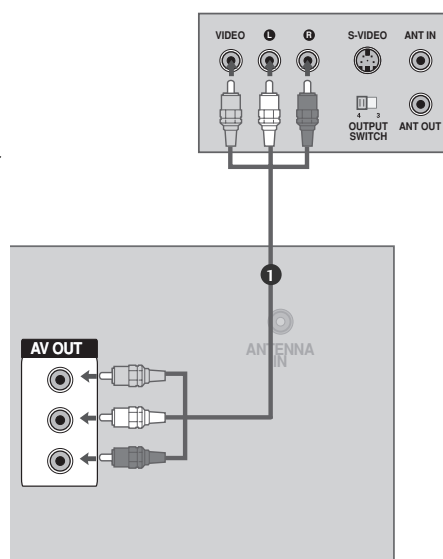 VIDEO L R S-VIDEO ANT IN
4 3
OUTPUT ANT OUT
SWITCH
1
ANTENNA
IN
AV OUT